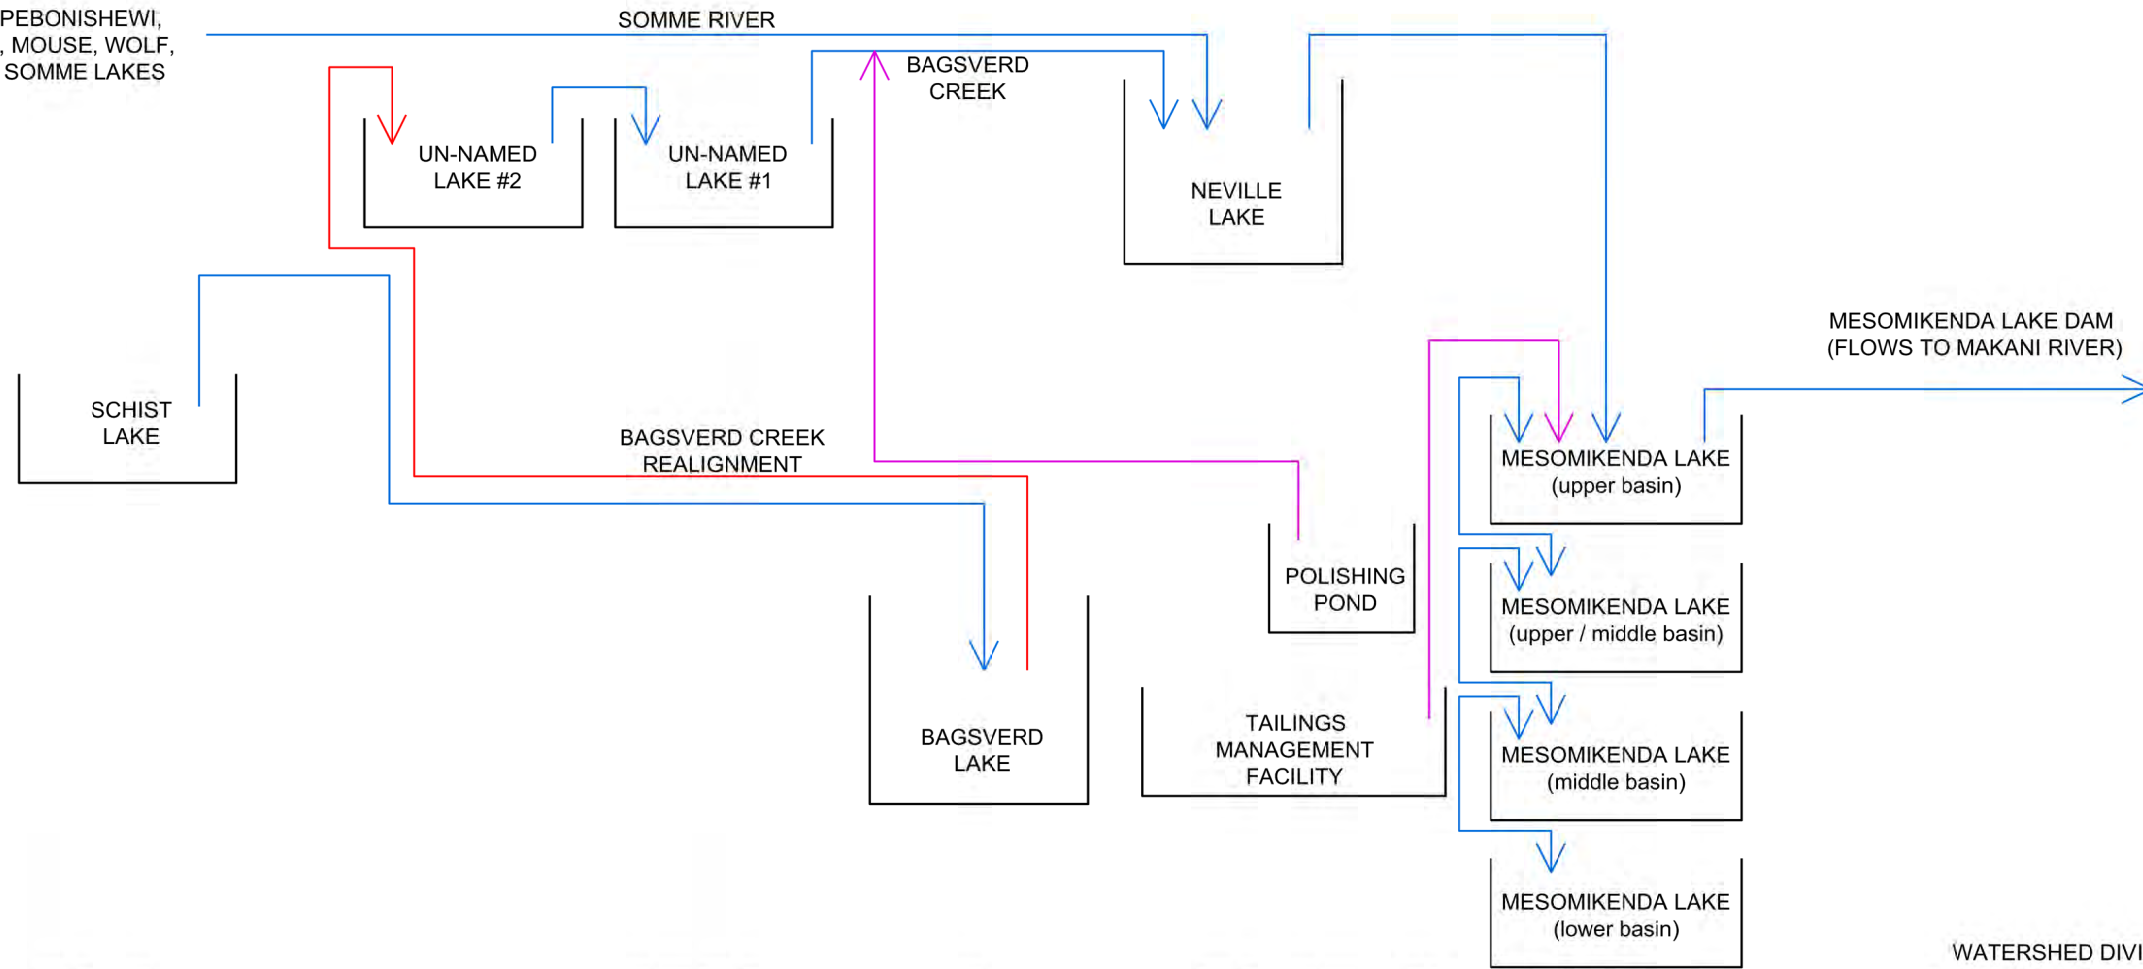 PEBONISHEWI,
, MOUSE, WOLF,
SOMME LAKES
SOMME RIVER
BAGSVERD
CREEK
UN-NAMED
LAKE #2
UN-NAMED
LAKE #1
NEVILLE
LAKE
MESOMIKENDA LAKE DAM
(FLOWS TO MAKANI RIVER)
SCHIST
LAKE
BAGSVERD CREEK
REALIGNMENT
MESOMIKENDA LAKE
(upper basin)
POLISHING
POND
MESOMIKENDA LAKE
(upper / middle basin)
BAGSVERD
LAKE
TAILINGS
MANAGEMENT
FACILITY
MESOMIKENDA LAKE
(middle basin)
MESOMIKENDA LAKE
(lower basin)
WATERSHED DIVI